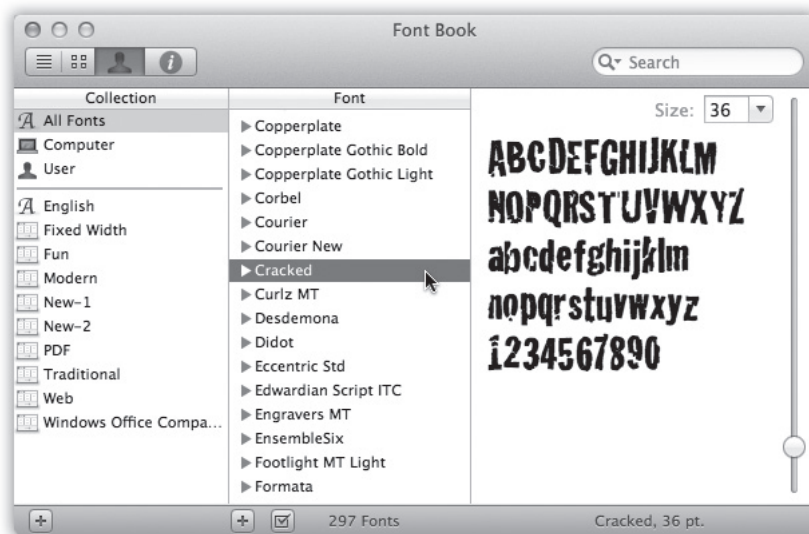 Font Book
Search
Collection
All Fonts
Computer
User
English
Fixed Width
Fun
Modern
New-1
New-2
PDF
Traditional
Web
Windows Office Compa...
Font
Copperplate
Copperplate Gothic Bold
Copperplate Gothic Light
Corbel
Courier
Courier New
Cracked
Curlz MT
Desdemona
Didot
Eccentric Std
Edwardian Script ITC
Engravers MT
EnsembleSix
Footlight MT Light
Formata
297 Fonts
Size: 36
ABCDEFGHIJKLM
NOPQRSTUVWXYZ
abcdefghijklm
nopqrstuvwxyz
1234567890
Cracked, 36 pt.